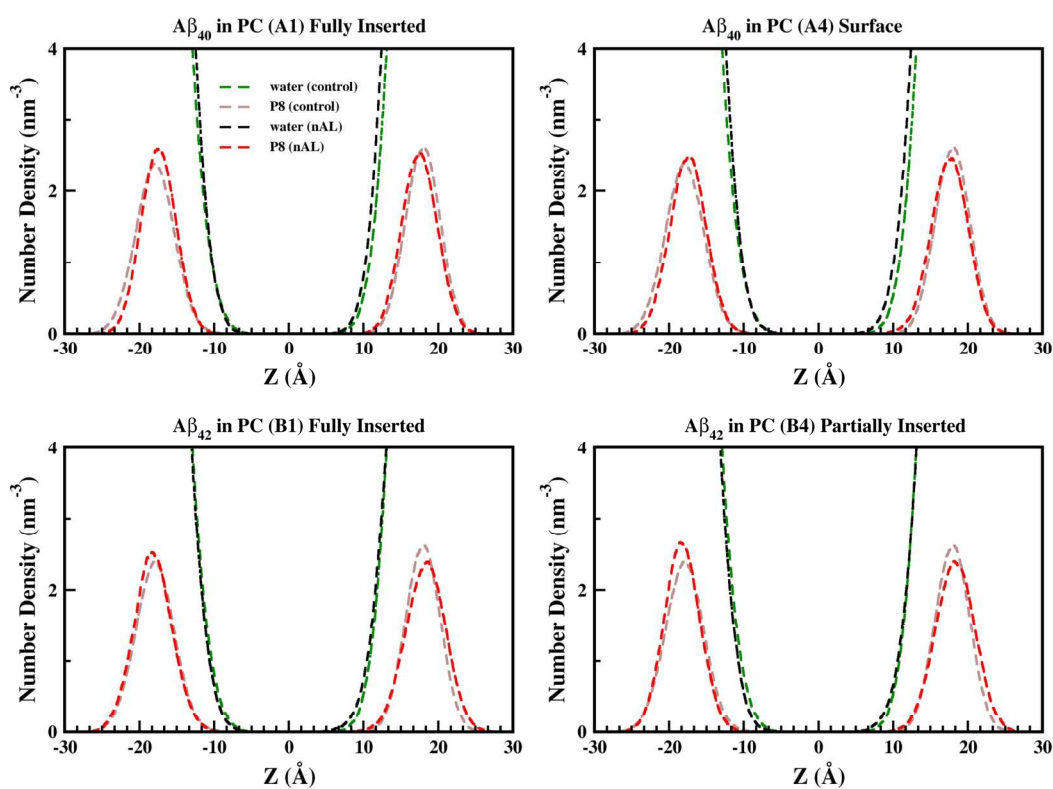 Aβ40 in PC (A1) Fully Inserted
Number Density (nm-3)
4
2
0
water (control)
P8 (control)
water (nAL)
P8 (nAL)
-30 -20 -10 0 10 20 30
Z (Å)
Aβ40 in PC (A4) Surface
Number Density (nm-3)
4
2
0
-30 -20 -10 0 10 20 30
Z (Å)
Aβ42 in PC (B1) Fully Inserted
Number Density (nm-3)
4
2
0
-30 -20 -10 0 10 20 30
Z (Å)
Aβ42 in PC (B4) Partially Inserted
Number Density (nm-3)
4
2
0
-30 -20 -10 0 10 20 30
Z (Å)